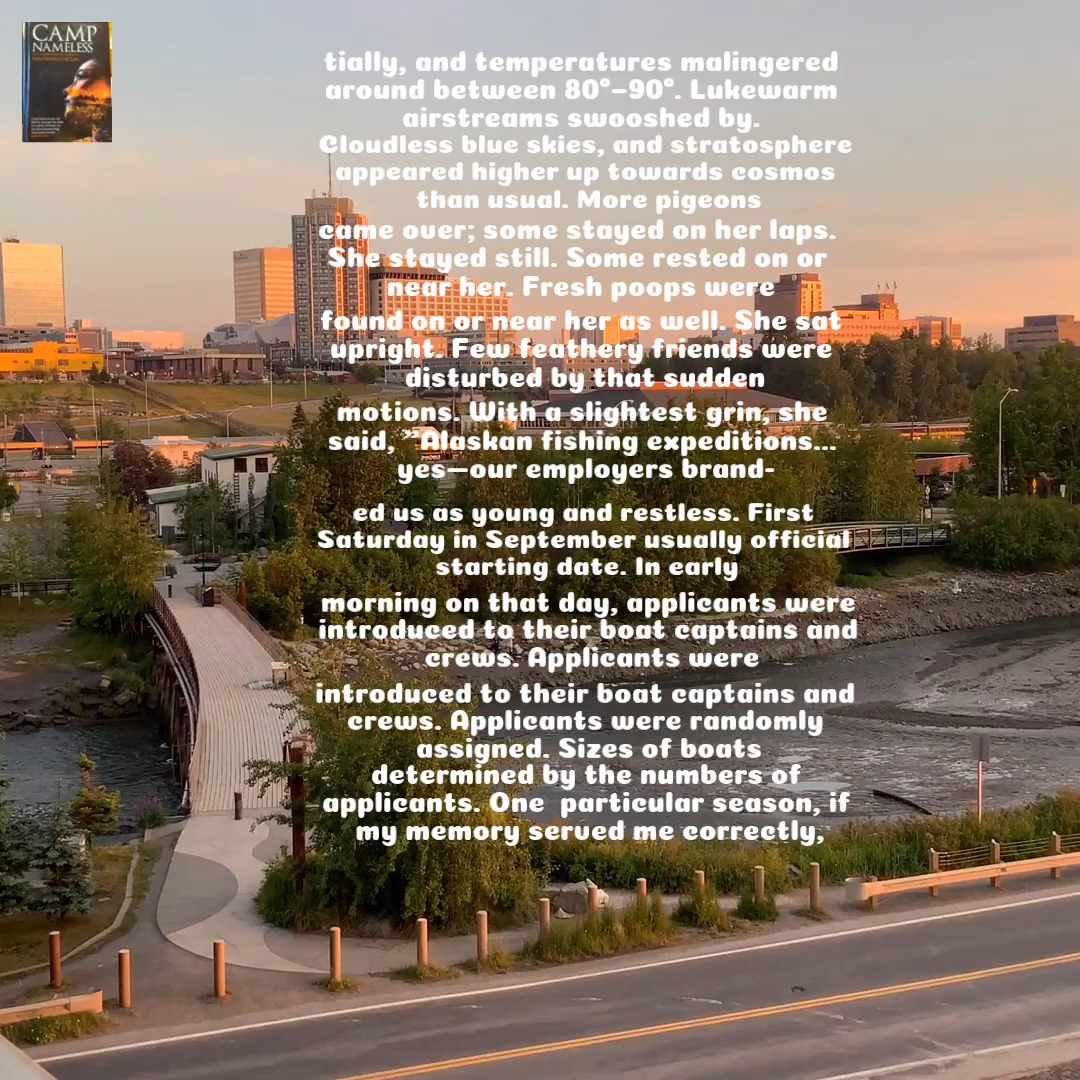 CAMP
NAMELESS
tially, and temperatures malingered
around between 80°–90°. Lukewarm
airstreams swooshed by.
Cloudless blue skies, and stratosphere
appeared higher up towards cosmos
than usual. More pigeons
came over; some stayed on her laps.
She stayed still. Some rested on or
near her. Fresh poops were
found on or near her as well. She sat
upright. Few feathery friends were
disturbed by that sudden
motions. With a slightest grin, she
said, "Alaskan fishing expeditions...
yes—our employers brand-
ed us as young and restless. First
Saturday in September usually official
starting date. In early
morning on that day, applicants were
introduced to their boat captains and
crews. Applicants were
introduced to their boat captains and
crews. Applicants were randomly
assigned. Sizes of boats
determined by the numbers of
applicants. One  particular season, if
my memory served me correctly,